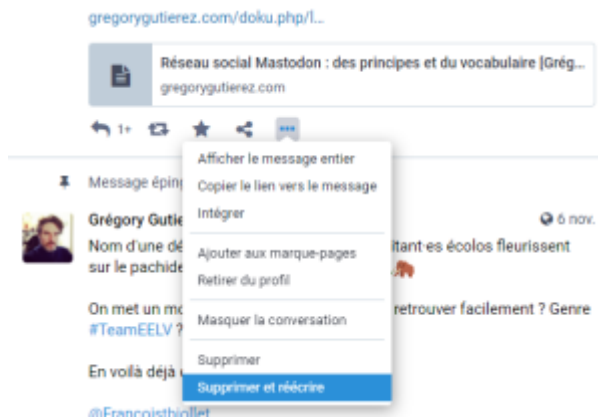 gregorygutierez.com/doku.php/l...
Réseau social Mastodon : des principes et du vocabulaire [Grég...
gregorygutierez.com
1+
Afficher le message entier
Message éping
Copier le lien vers le message
Intégrer
Grégory Gutie
6 nov.
Nom d'une dé
itant·es écolos fleurissent
Ajouter aux marque-pages
sur le pachide
Retirer du profil
On met un mo
retrouver facilement ? Genre
Masquer la conversation
#TeamEELV ?
Supprimer
En voilà déjà
Supprimer et réécrire
@Francoisthiollet